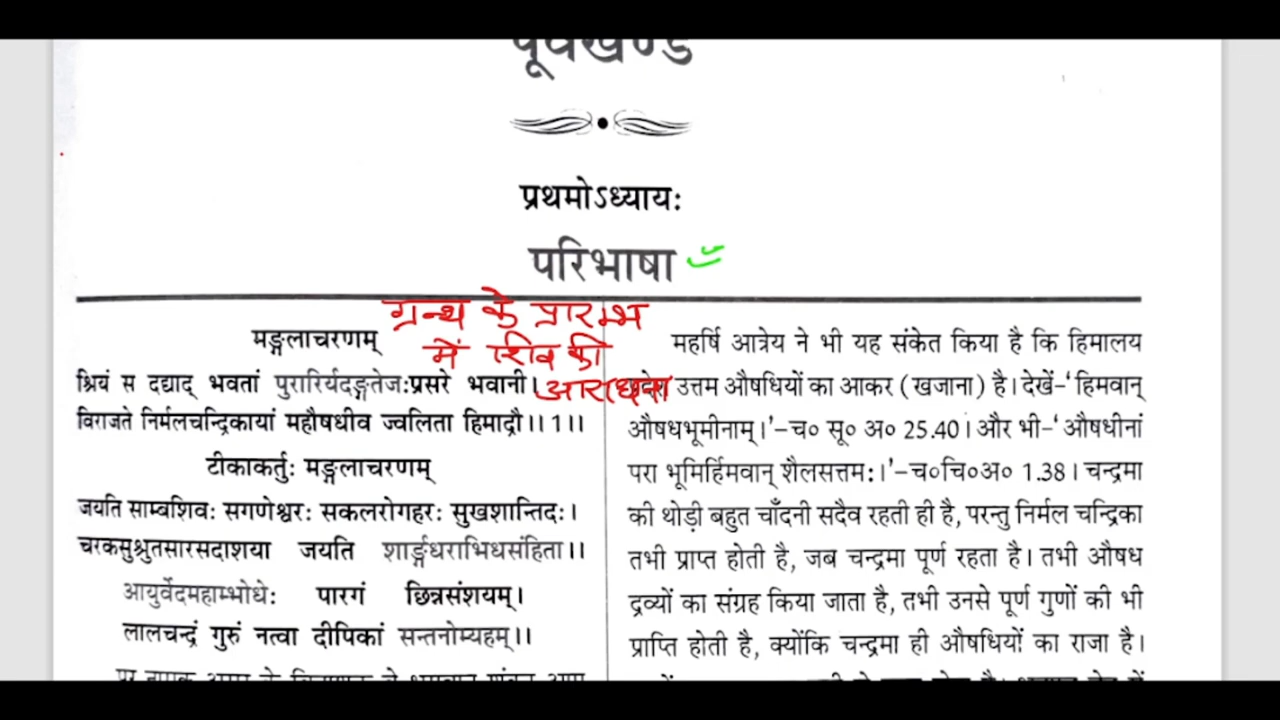 पूर्वखण्ड
प्रथमोऽध्यायः
परिभाषा
ग्रन्थ के प्रारम्भ
में शिव की
आराधना
मङ्गलाचरणम्
श्रियं स दद्याद् भवतां पुरारिर्यदङ्गतेजःप्रसरे भवानी।
विराजते निर्मलचन्द्रिकायां महौषधीव ज्वलिता हिमाद्रौ।।1।।
टीकाकर्तुः मङ्गलाचरणम्
जयति साम्बशिवः सगणेश्वरः सकलरोगहरः सुखशान्तिदः।
चरकसुश्रुतसारसदाशया जयति शार्ङ्गधराभिधसंहिता।।
आयुर्वेदमहाम्भोधेः पारगं छिन्नसंशयम्।
लालचन्द्रं गुरुं नत्वा दीपिकां सन्तनोम्यहम्।।
महर्षि आत्रेय ने भी यह संकेत किया है कि हिमालय
उत्तम औषधियों का आकर (खजाना) है। देखें-‘हिमवान्
औषधभूमीनाम्।’-च० सू० अ० 25.40। और भी-‘औषधीनां
परा भूमिर्हिमवान् शैलसत्तमः।’-च०चि०अ० 1.38। चन्द्रमा
की थोड़ी बहुत चाँदनी सदैव रहती ही है, परन्तु निर्मल चन्द्रिका
तभी प्राप्त होती है, जब चन्द्रमा पूर्ण रहता है। तभी औषध
द्रव्यों का संग्रह किया जाता है, तभी उनसे पूर्ण गुणों की भी
प्राप्ति होती है, क्योंकि चन्द्रमा ही औषधियों का राजा है।